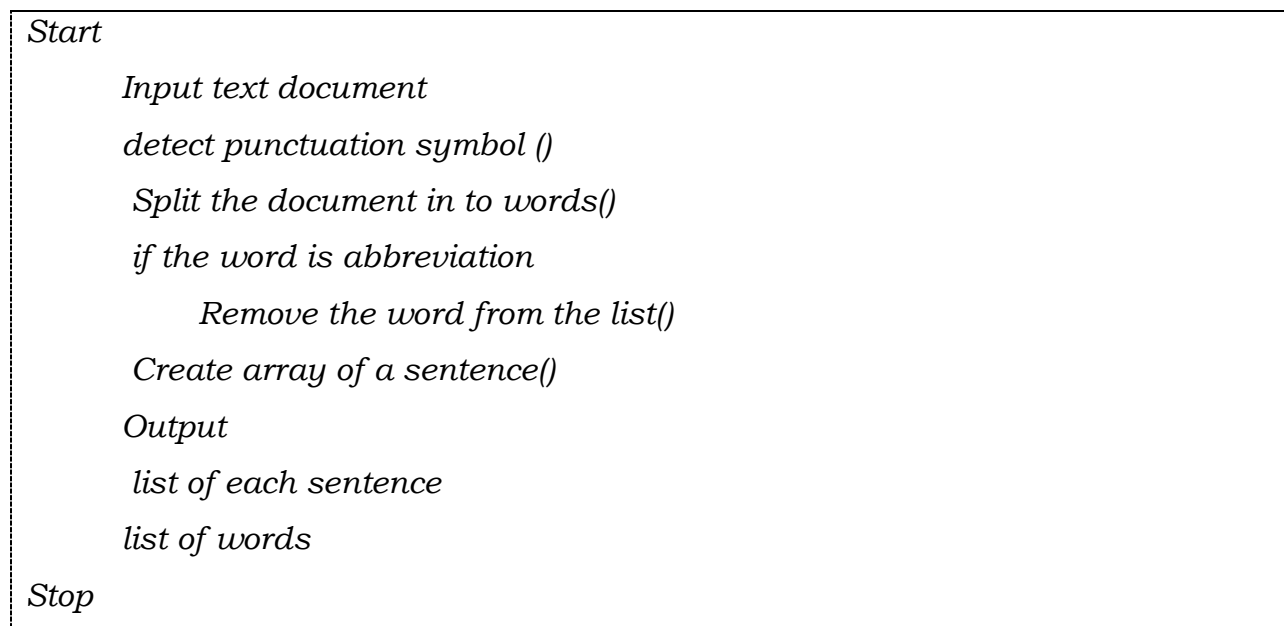 Start
Input text document
detect punctuation symbol ()
Split the document in to words()
if the word is abbreviation
Remove the word from the list()
Create array of a sentence()
Output
list of each sentence
list of words
Stop